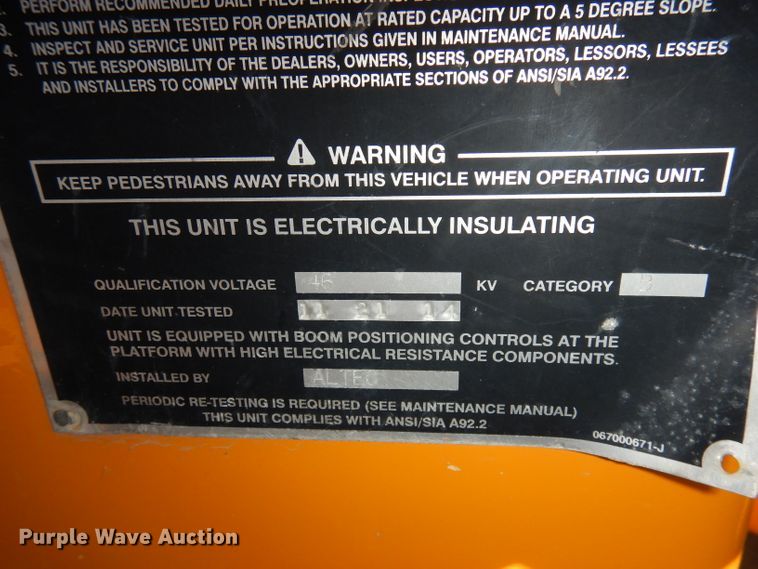 2. PERFORM RECOMMENDED DAILY PREOPERATION
3. THIS UNIT HAS BEEN TESTED FOR OPERATION AT RATED CAPACITY UP TO A 5 DEGREE SLOPE.
4. INSPECT AND SERVICE UNIT PER INSTRUCTIONS GIVEN IN MAINTENANCE MANUAL.
5. IT IS THE RESPONSIBILITY OF THE DEALERS, OWNERS, USERS, OPERATORS, LESSORS, LESSEES
AND INSTALLERS TO COMPLY WITH THE APPROPRIATE SECTIONS OF ANSI/SIA A92.2.
WARNING
KEEP PEDESTRIANS AWAY FROM THIS VEHICLE WHEN OPERATING UNIT.
THIS UNIT IS ELECTRICALLY INSULATING
QUALIFICATION VOLTAGE 46 KV CATEGORY
DATE UNIT TESTED 01 21 14
UNIT IS EQUIPPED WITH BOOM POSITIONING CONTROLS AT THE
PLATFORM WITH HIGH ELECTRICAL RESISTANCE COMPONENTS.
INSTALLED BY ALTEC
PERIODIC RE-TESTING IS REQUIRED (SEE MAINTENANCE MANUAL)
THIS UNIT COMPLIES WITH ANSI/SIA A92.2
067000671-J
Purple Wave Auction